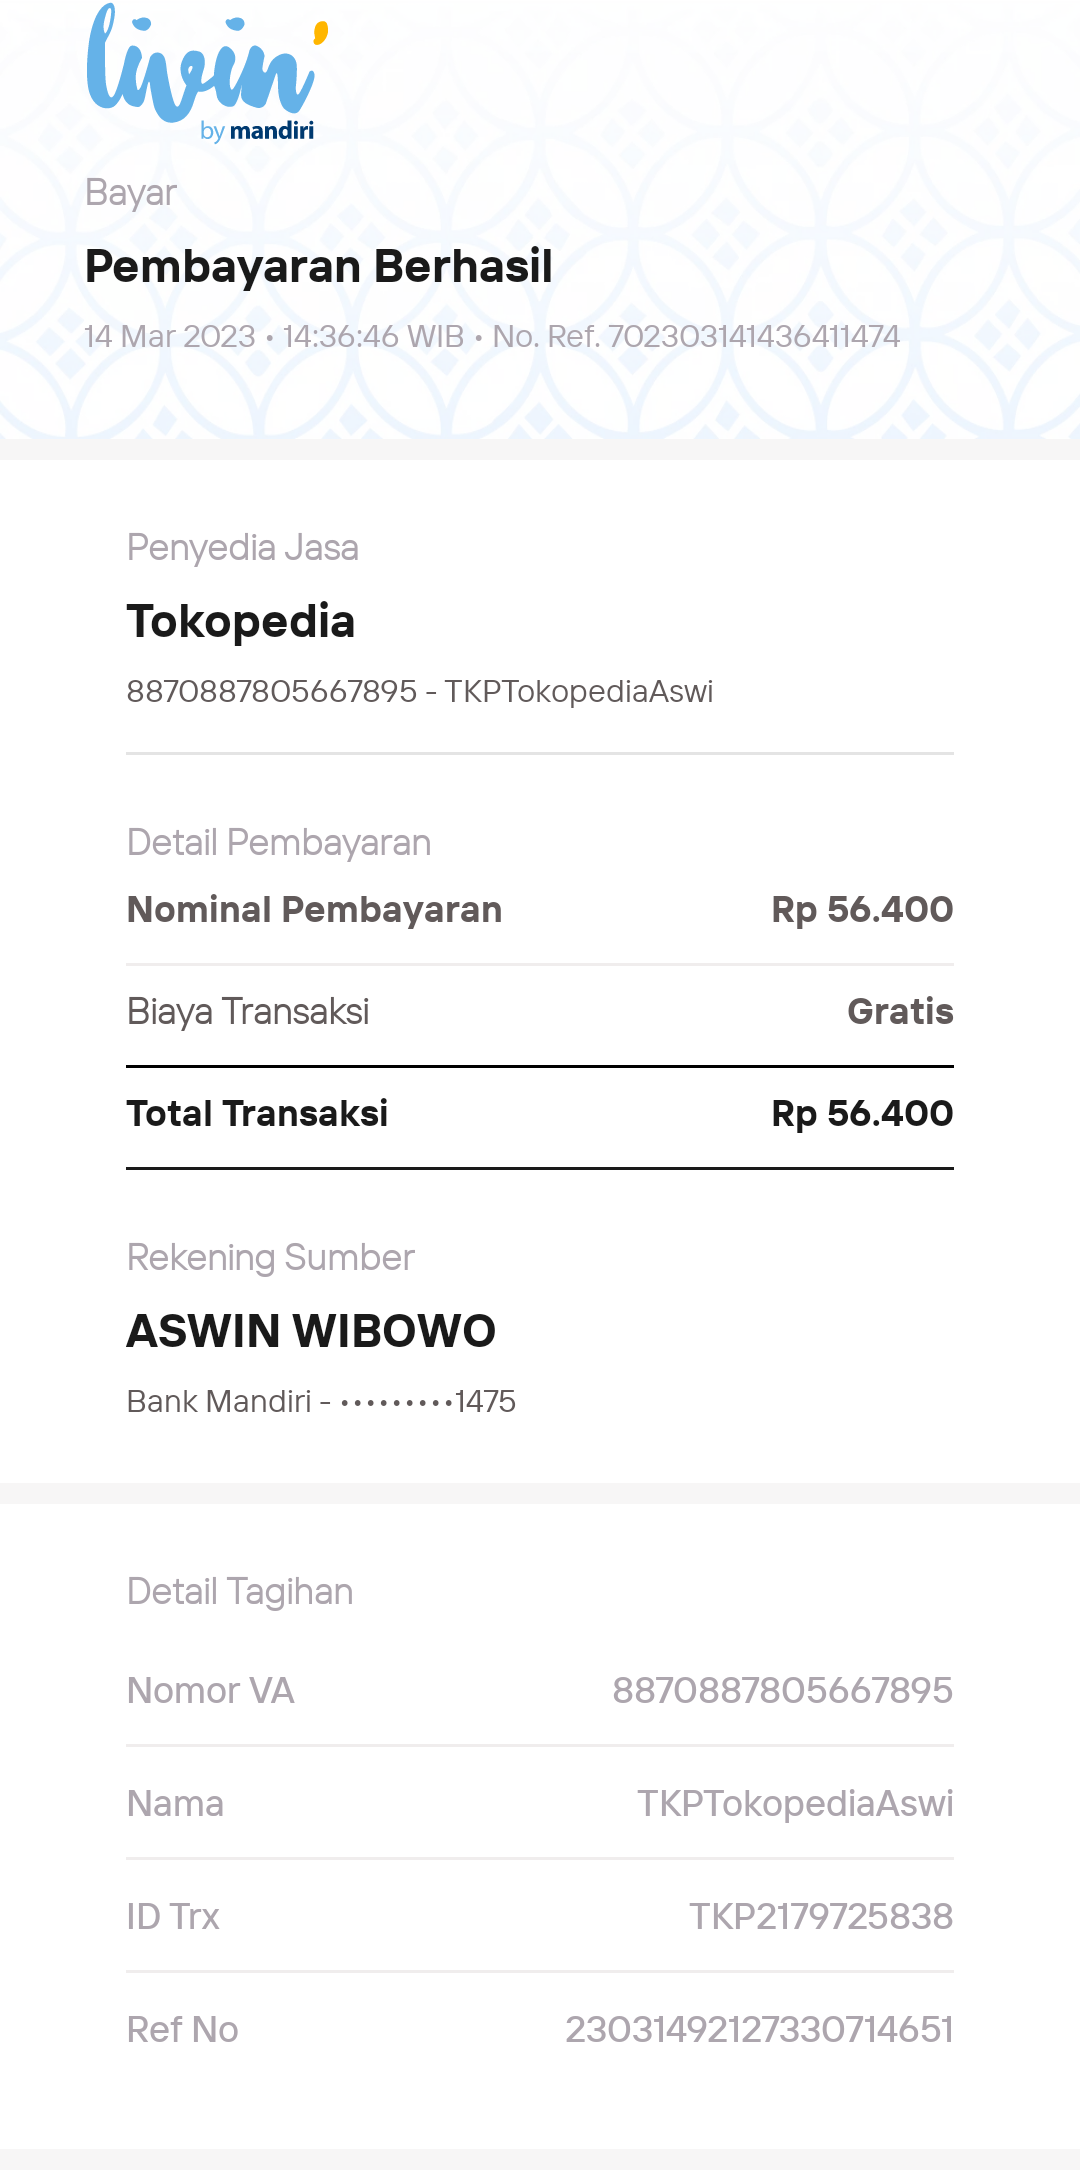 livin'
by mandiri
Bayar
Pembayaran Berhasil
14 Mar 2023 • 14:36:46 WIB • No. Ref. 702303141436411474
Penyedia Jasa
Tokopedia
8870887805667895 - TKPTokopediaAswi
Detail Pembayaran
Nominal Pembayaran Rp 56.400
Biaya Transaksi Gratis
Total Transaksi Rp 56.400
Rekening Sumber
ASWIN WIBOWO
Bank Mandiri - •••••••••1475
Detail Tagihan
Nomor VA 8870887805667895
Nama TKPTokopediaAswi
ID Trx TKP2179725838
Ref No 23031492127330714651